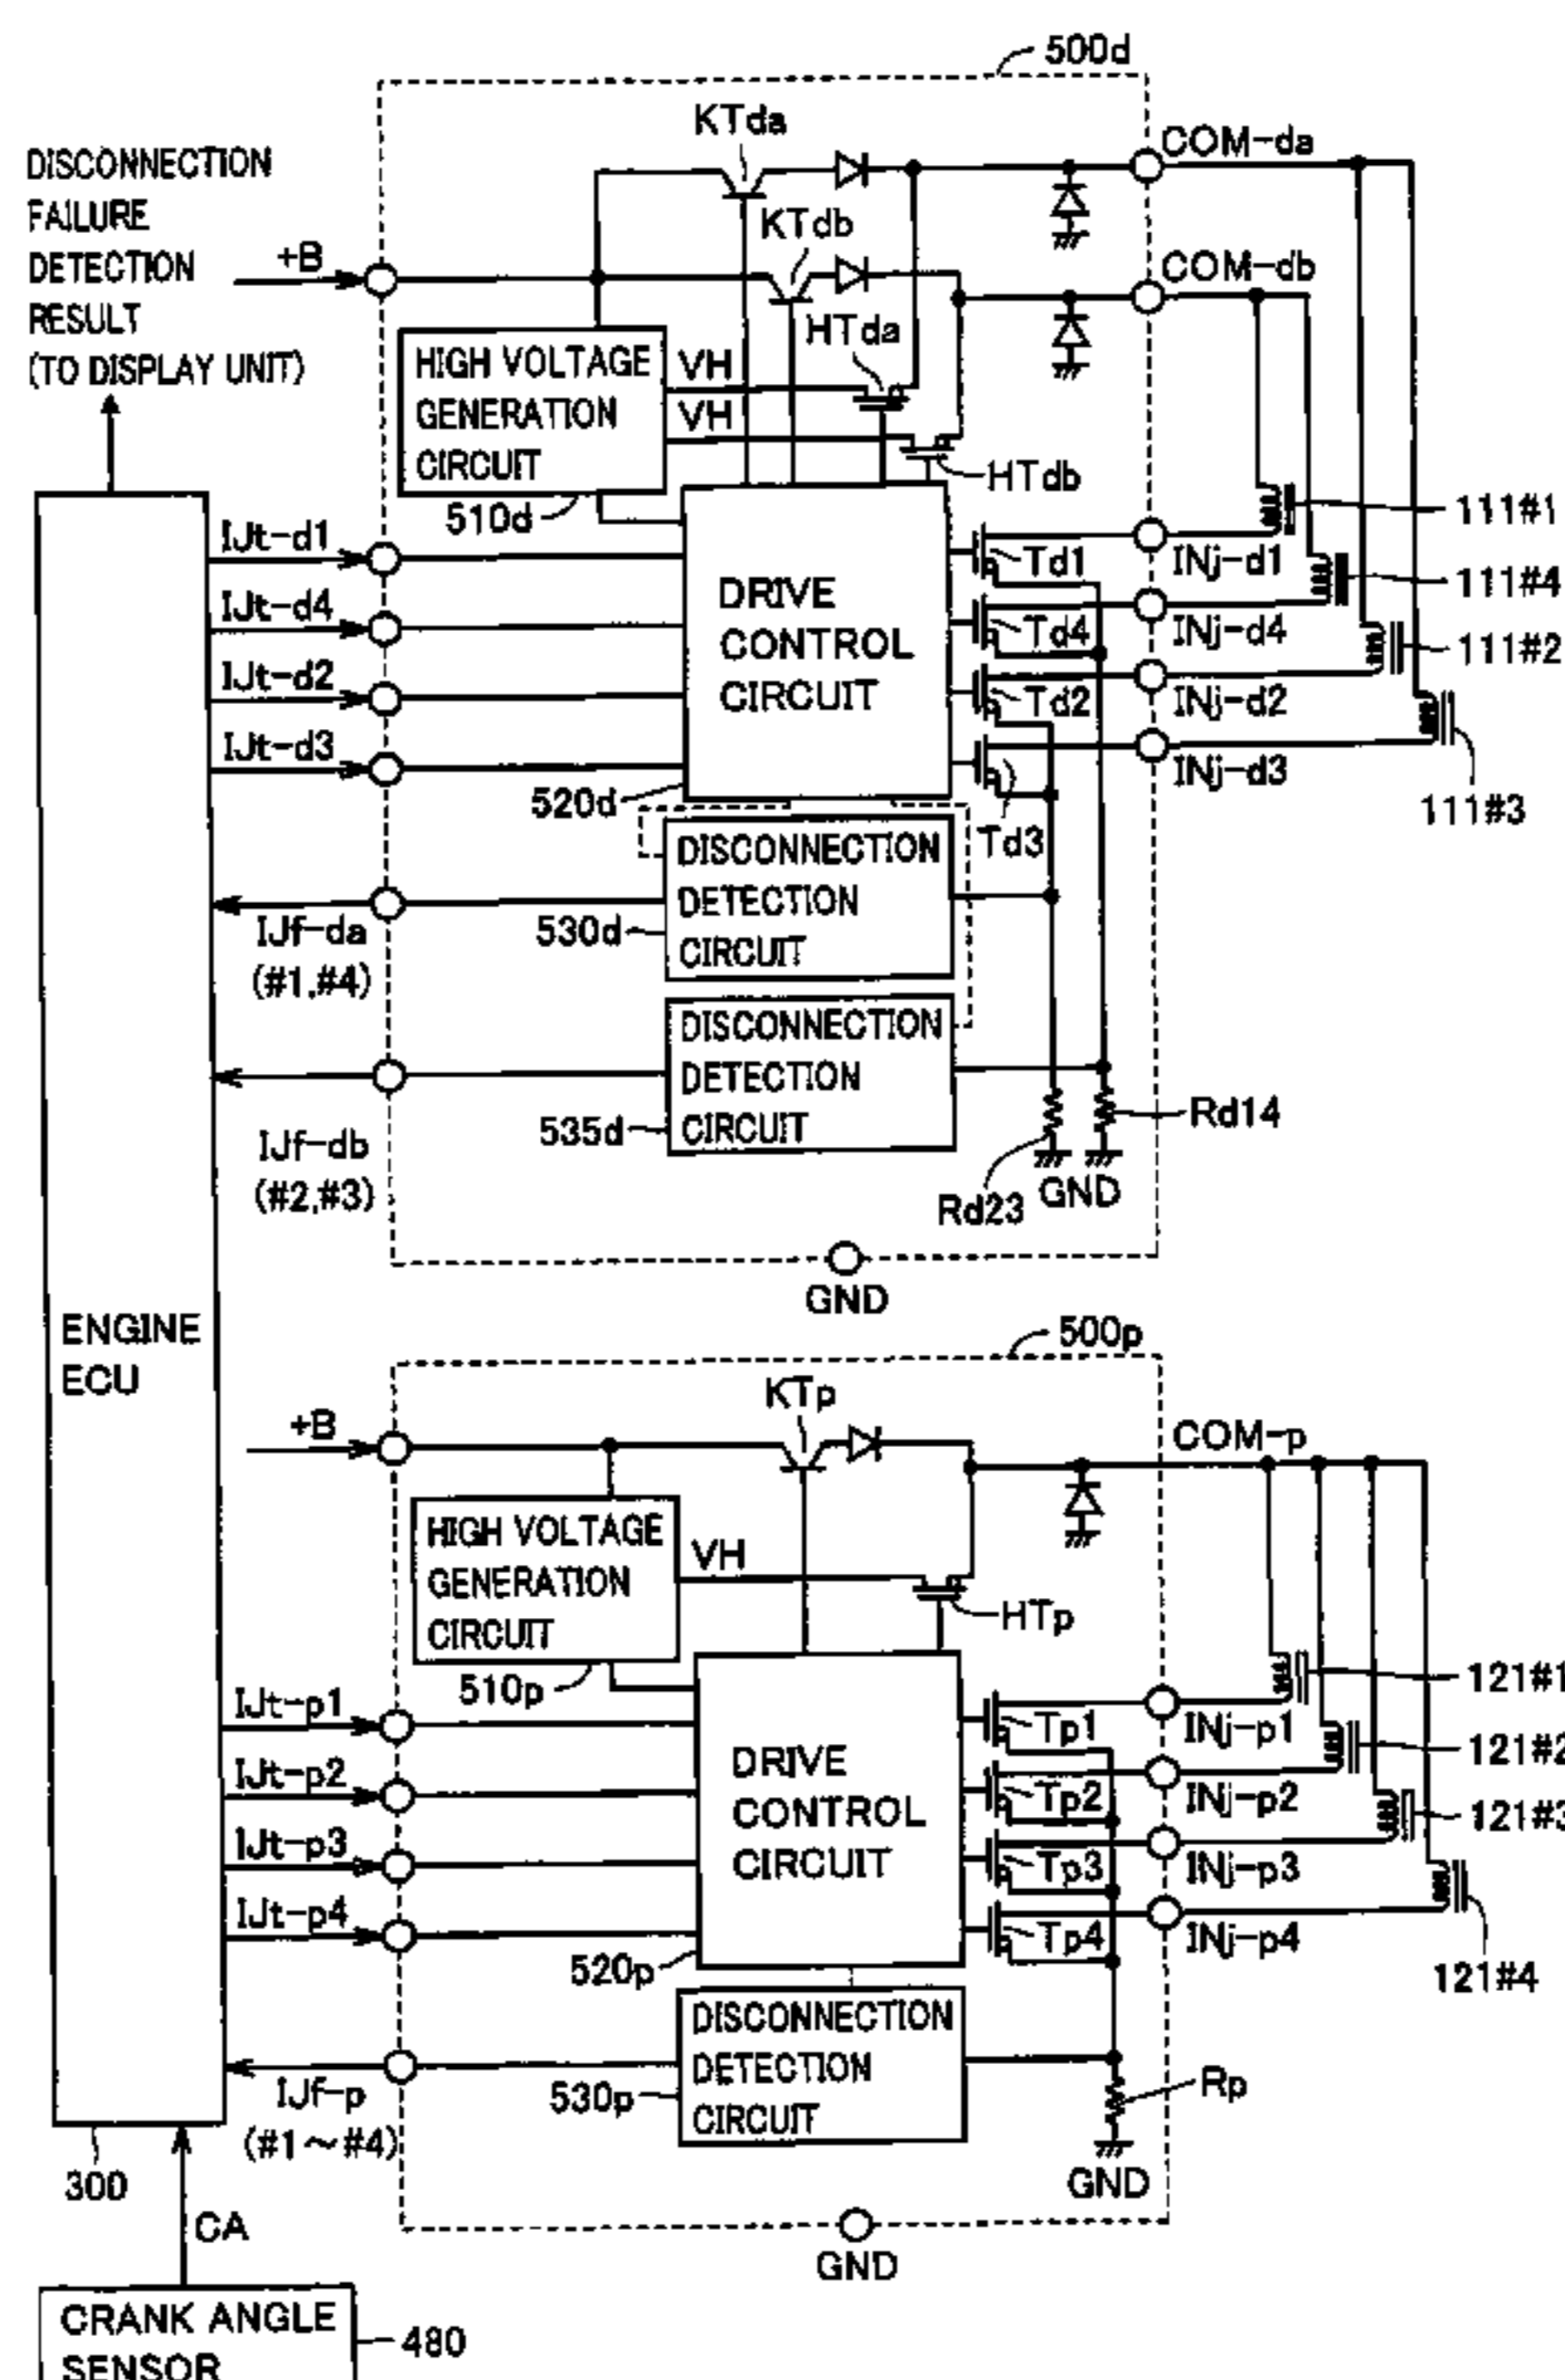 500d
KTda
COM-da
DISCONNECTION
FAILURE
DETECTION
RESULT
(TO DISPLAY UNIT)
+B
KTdb
COM-db
HTda
HIGH VOLTAGE
GENERATION
CIRCUIT
VH
VH
HTdb
510d
111#1
IJt-d1
Td1
INj-d1
111#4
IJt-d4
DRIVE
CONTROL
CIRCUIT
Td4
INj-d4
111#2
IJt-d2
Td2
INj-d2
IJt-d3
INj-d3
520d
111#3
Td3
DISCONNECTION
DETECTION
CIRCUIT
IJf-da
(#1,#4)
530d
DISCONNECTION
DETECTION
CIRCUIT
535d
Rd14
IJf-db
(#2,#3)
Rd23
GND
GND
ENGINE
ECU
500p
KTp
+B
COM-p
HIGH VOLTAGE
GENERATION
CIRCUIT
VH
HTp
510p
121#1
IJt-p1
Tp1
INj-p1
121#2
IJt-p2
DRIVE
CONTROL
CIRCUIT
Tp2
INj-p2
121#3
IJt-p3
Tp3
INj-p3
IJt-p4
Tp4
INj-p4
520p
121#4
DISCONNECTION
DETECTION
CIRCUIT
IJf-p
(#1～#4)
530p
Rp
300
GND
CA
GND
CRANK ANGLE
SENSOR
480